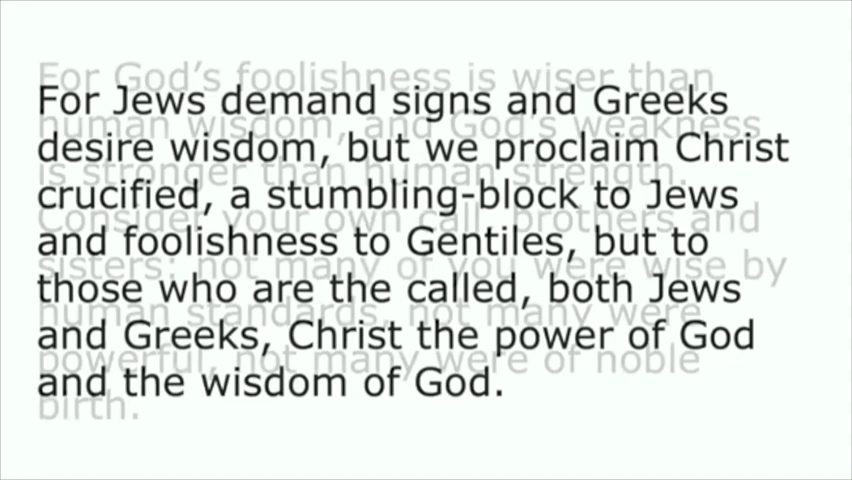 For God's foolishness is wiser than
For Jews demand signs and Greeks
human wisdom, and God's weakness
desire wisdom, but we proclaim Christ
is stronger than human strength.
crucified, a stumbling-block to Jews
Consider your own call, brothers and
and foolishness to Gentiles, but to
sisters: not many of you were wise by
those who are the called, both Jews
human standards, not many were
and Greeks, Christ the power of God
powerful, not many were of noble
and the wisdom of God.
birth.